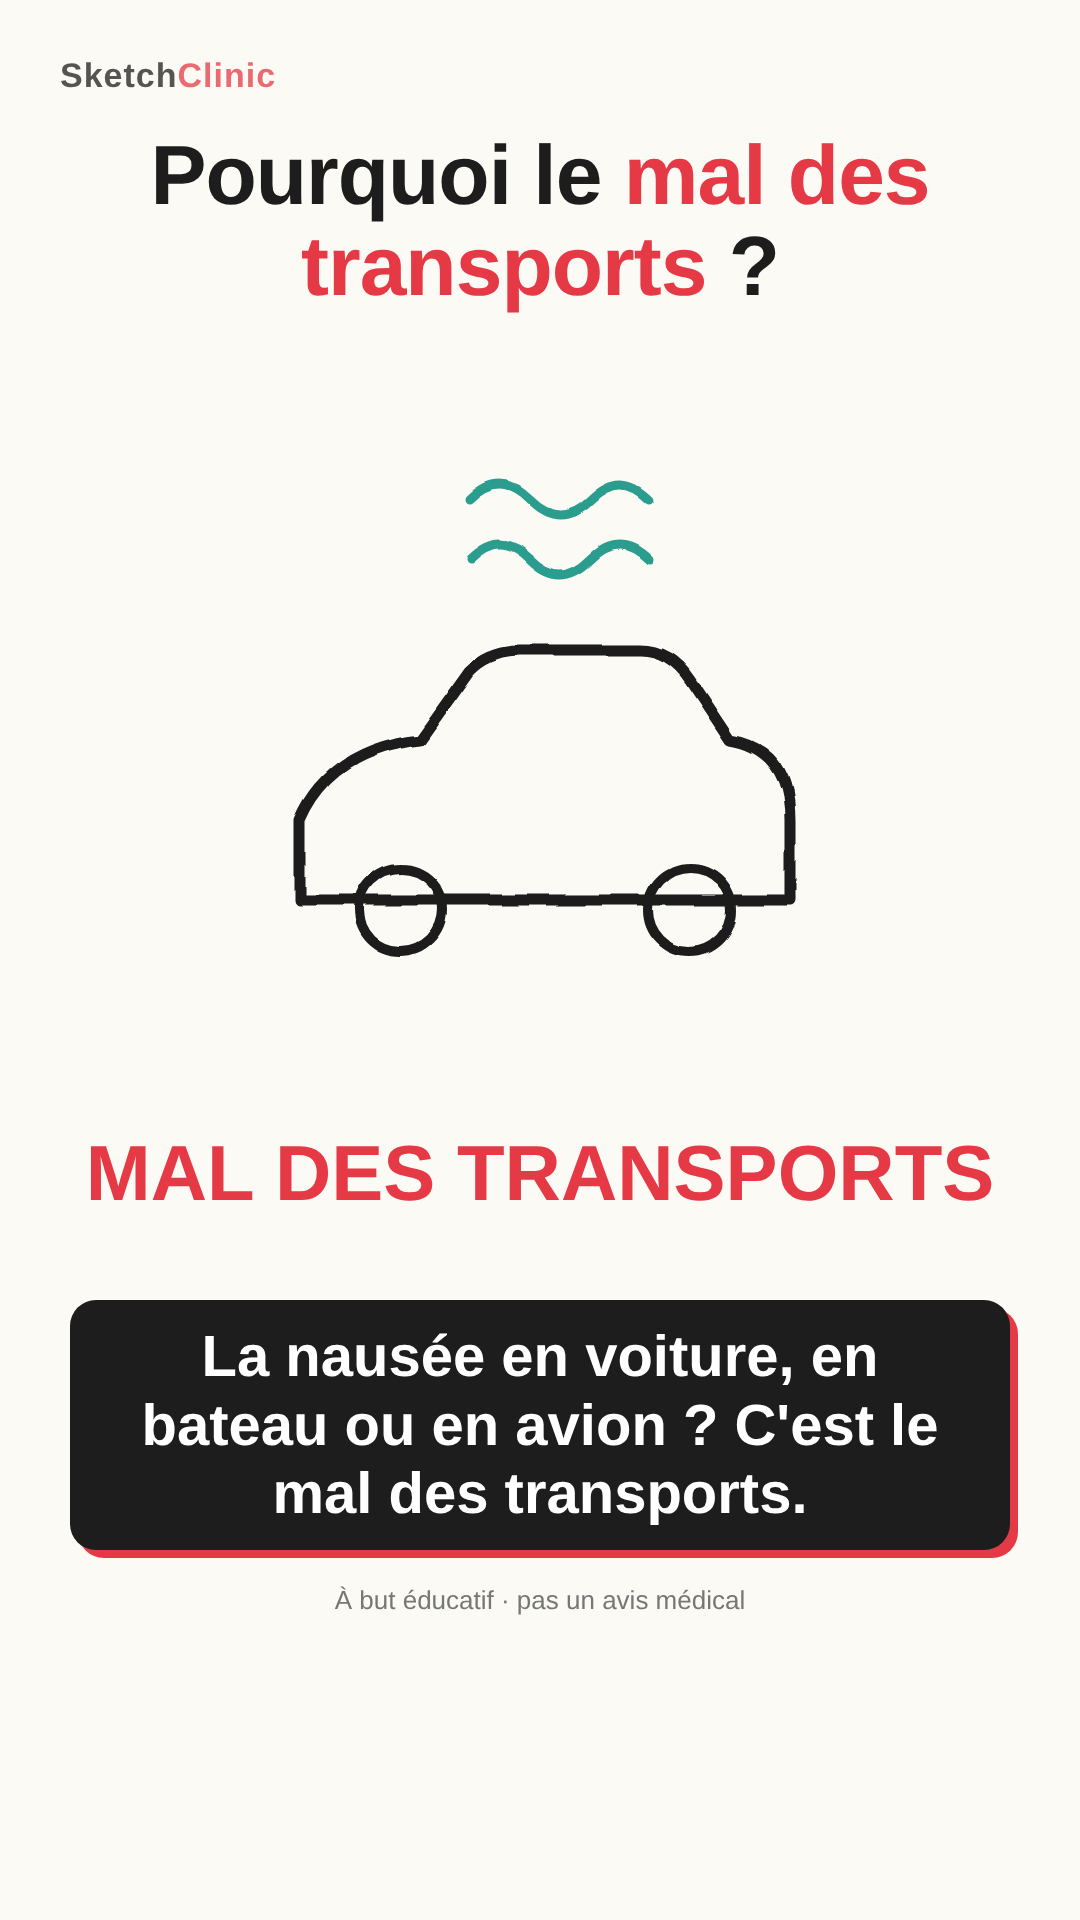 SketchClinic
Pourquoi le mal des
transports ?
MAL DES TRANSPORTS
La nausée en voiture, en
bateau ou en avion ? C'est le
mal des transports.
À but éducatif · pas un avis médical